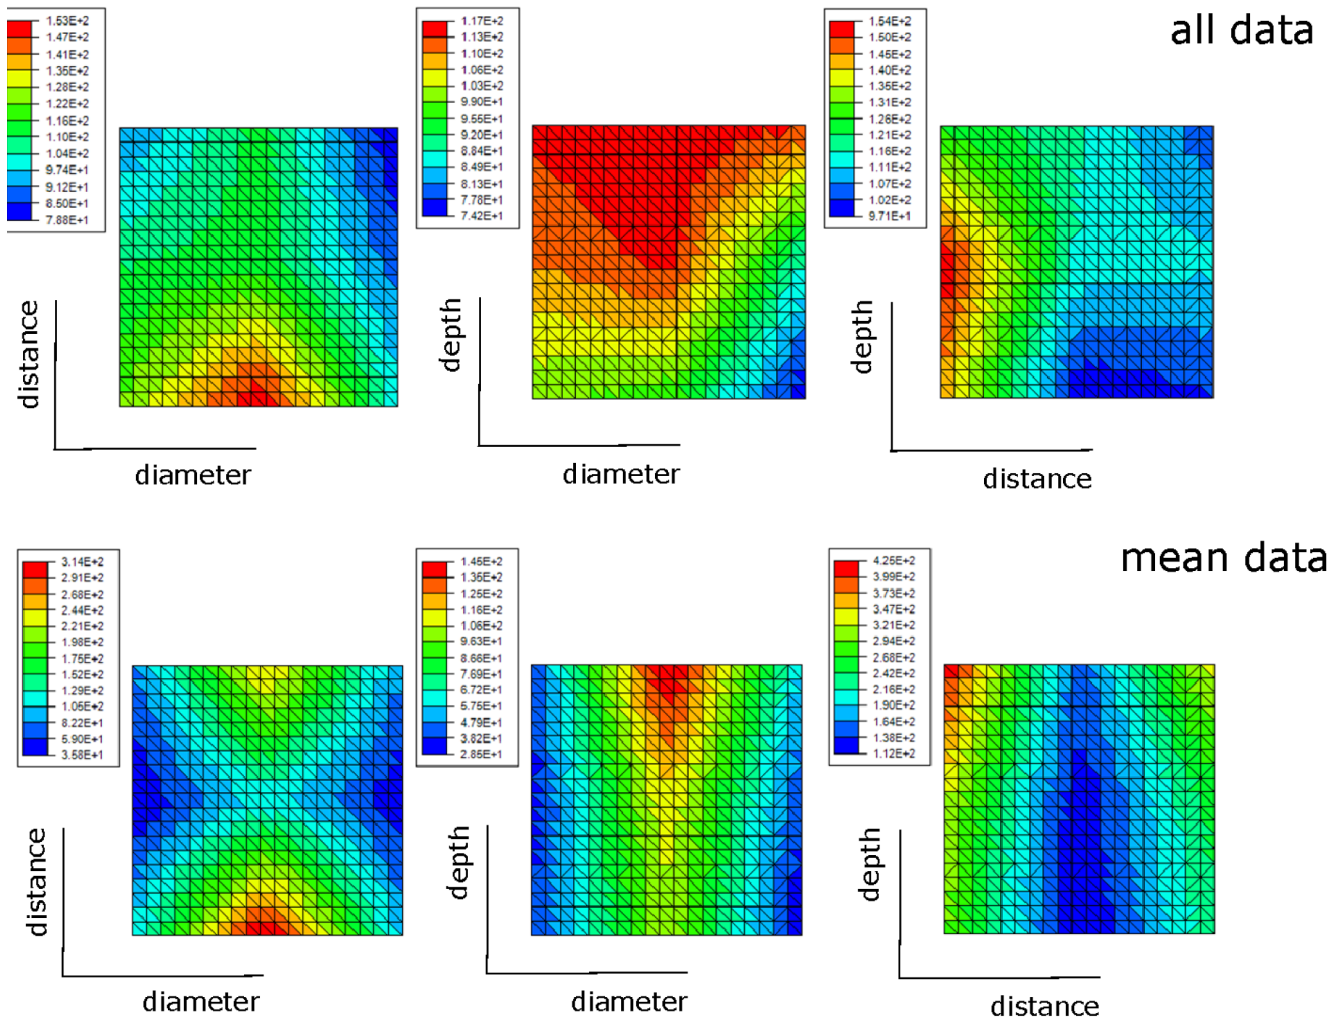 all data
1.53E+2
1.47E+2
1.41E+2
1.35E+2
1.28E+2
1.22E+2
1.16E+2
1.10E+2
1.04E+2
9.74E+1
9.12E+1
8.50E+1
7.88E+1
distance
diameter
1.17E+2
1.13E+2
1.10E+2
1.06E+2
1.03E+2
9.90E+1
9.55E+1
9.20E+1
8.84E+1
8.49E+1
8.13E+1
7.78E+1
7.42E+1
depth
diameter
1.54E+2
1.50E+2
1.45E+2
1.40E+2
1.35E+2
1.31E+2
1.26E+2
1.21E+2
1.16E+2
1.11E+2
1.07E+2
1.02E+2
9.71E+1
depth
distance
mean data
3.14E+2
2.91E+2
2.68E+2
2.44E+2
2.21E+2
1.98E+2
1.75E+2
1.52E+2
1.29E+2
1.05E+2
8.22E+1
5.90E+1
3.58E+1
distance
diameter
1.45E+2
1.35E+2
1.25E+2
1.16E+2
1.06E+2
9.63E+1
8.66E+1
7.69E+1
6.72E+1
5.75E+1
4.79E+1
3.82E+1
2.85E+1
depth
diameter
4.25E+2
3.99E+2
3.73E+2
3.47E+2
3.21E+2
2.94E+2
2.68E+2
2.42E+2
2.16E+2
1.90E+2
1.64E+2
1.38E+2
1.12E+2
depth
distance